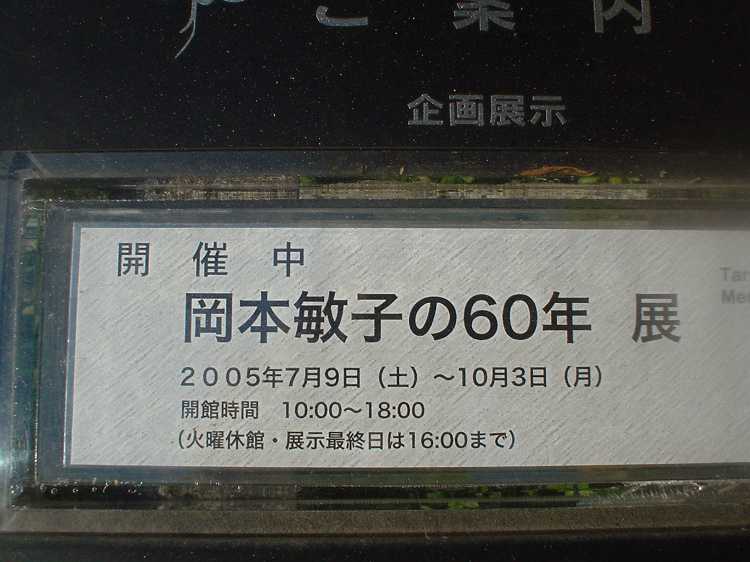 ご案内
企画展示
開催中
岡本敏子の60年 展
2005年7月9日（土）～10月3日（月）
開館時間 10:00～18:00
（火曜休館・展示最終日は16:00まで）